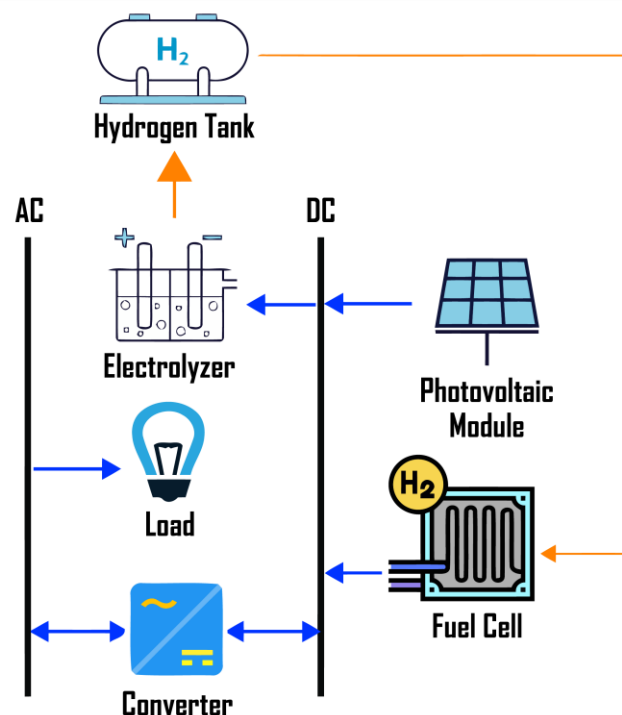 H₂
Hydrogen Tank
AC
DC
+ −
Electrolyzer
Photovoltaic
Module
Load
H₂
Fuel Cell
Converter